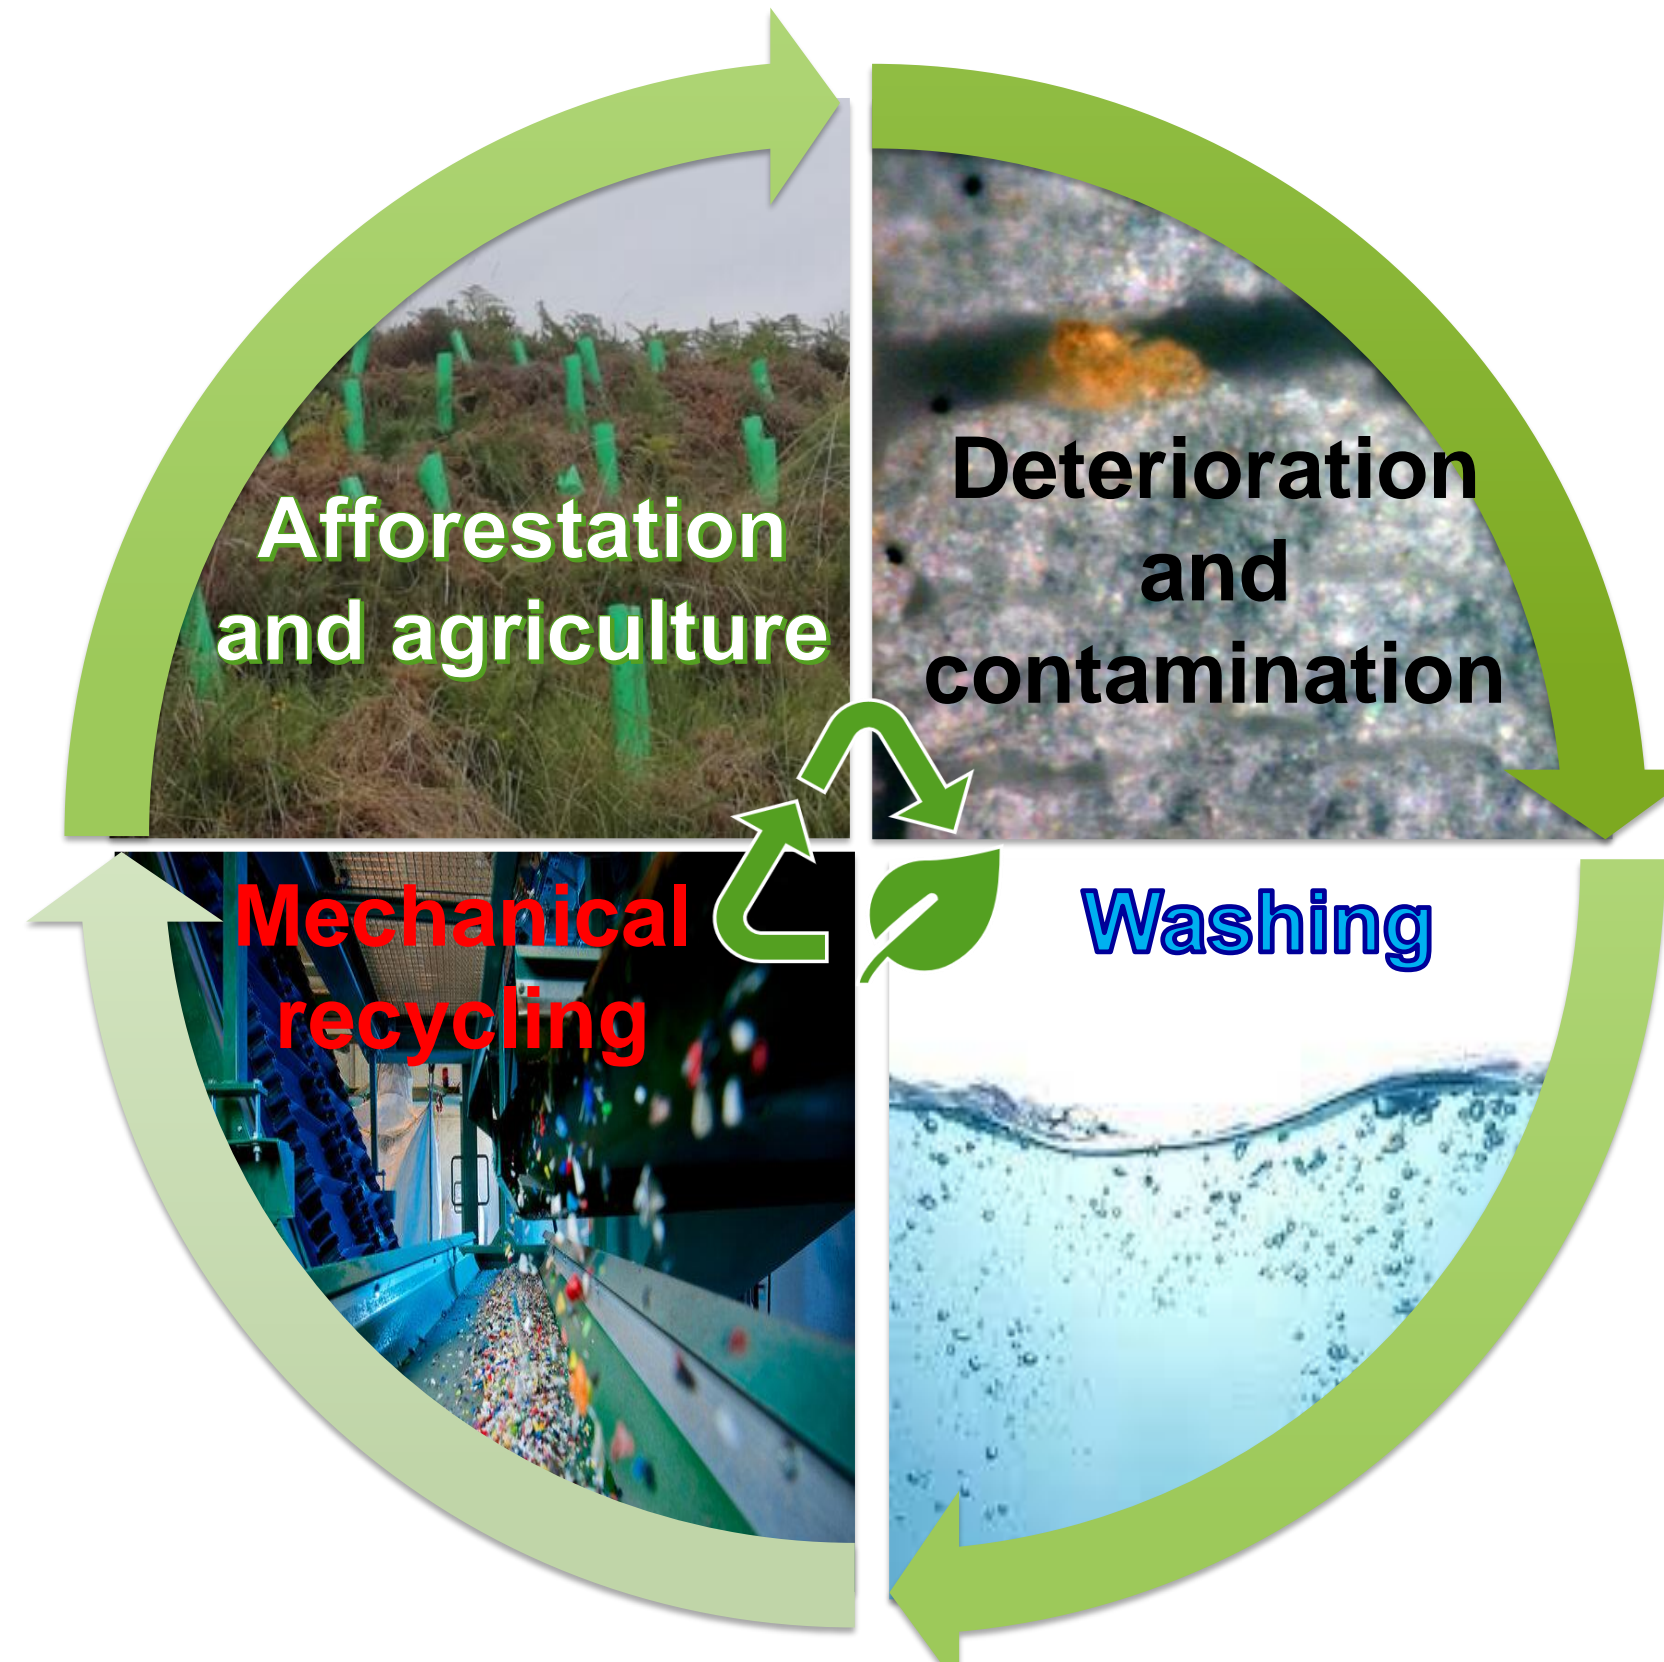 Afforestation
and agriculture
Deterioration
and
contamination
Mechanical
recycling
Washing